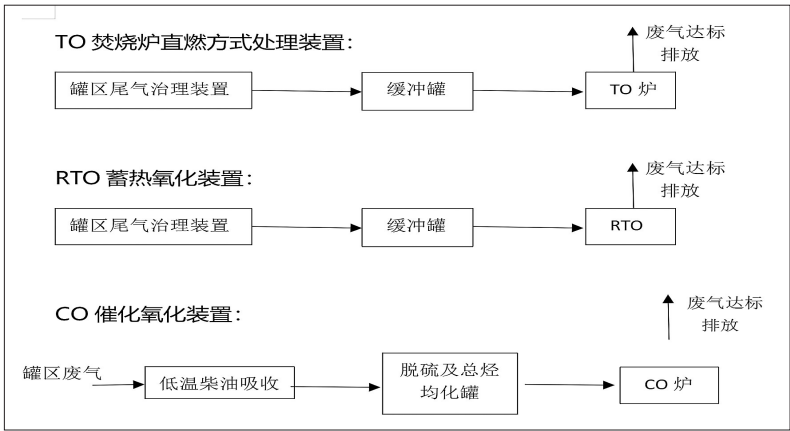 TO 焚烧炉直燃方式处理装置：
废气达标
排放
罐区尾气治理装置
缓冲罐
TO 炉
RTO 蓄热氧化装置：
废气达标
排放
罐区尾气治理装置
缓冲罐
RTO
CO 催化氧化装置：
废气达标
排放
罐区废气
低温柴油吸收
脱硫及总烃
均化罐
CO 炉